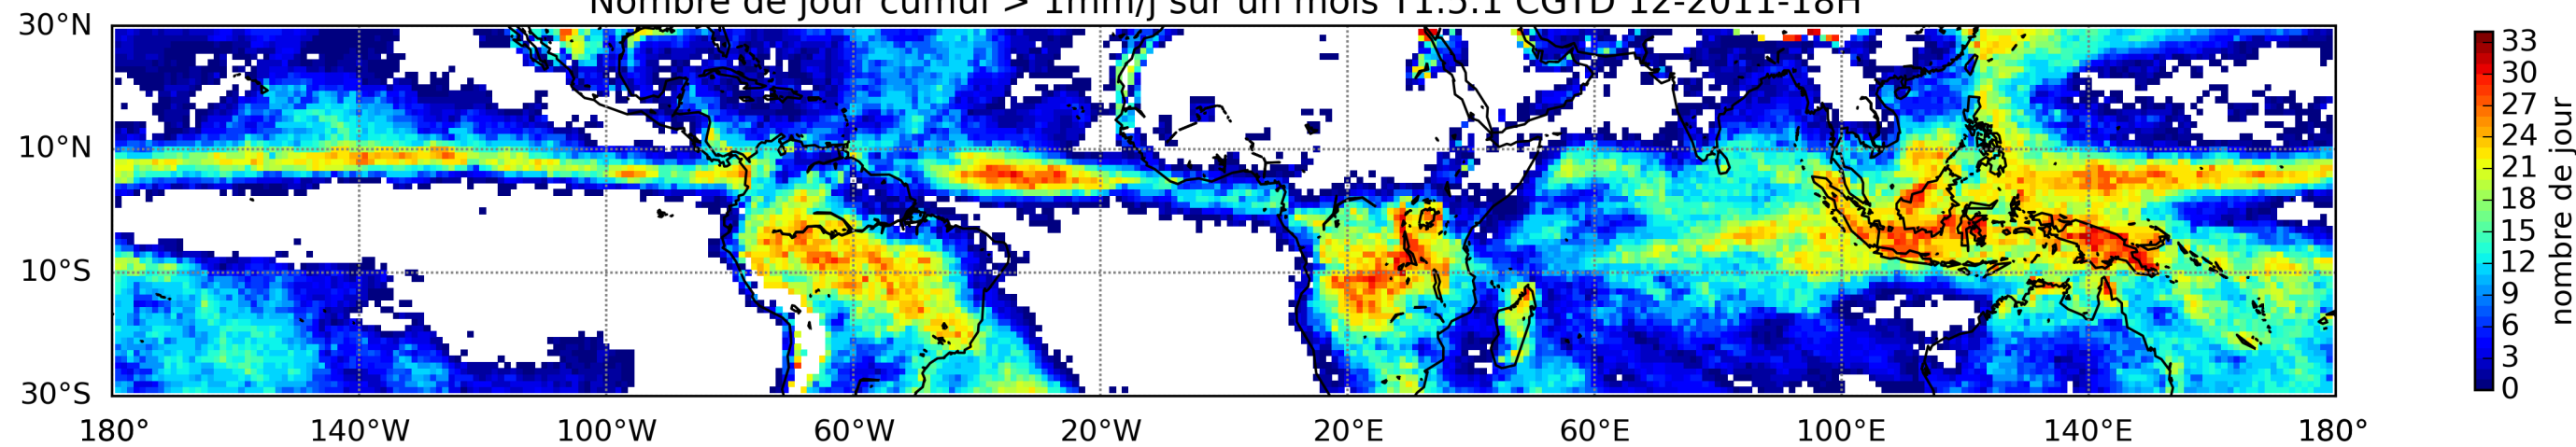 Nombre de jour cumul > 1mm/j sur un mois T1.5.1 CGTD 12-2011-18H
30°N
10°N
10°S
30°S
180° 140°W 100°W 60°W 20°W 20°E 60°E 100°E 140°E 180°
33
30
27
24
21
18
15
12
9
6
3
0
nombre de jour